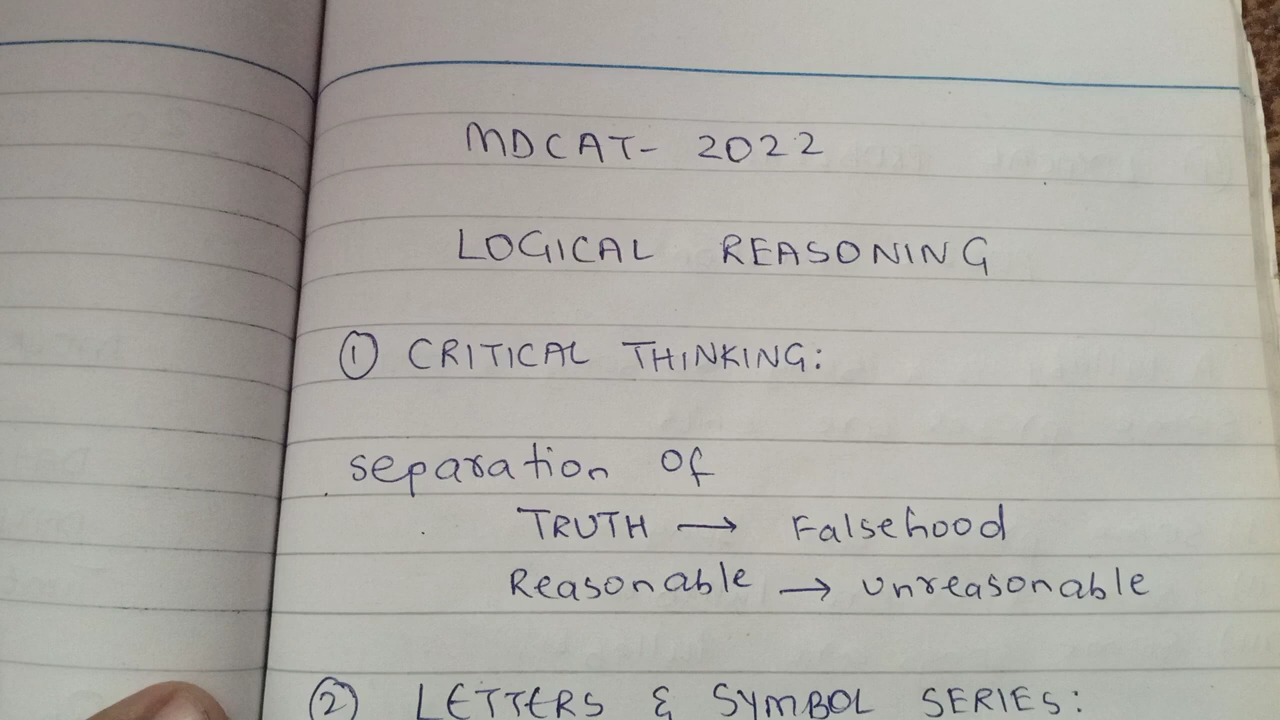 MDCAT- 2022
LOGICAL REASONING
① CRITICAL THINKING:
separation of
TRUTH → Falsehood
Reasonable → unreasonable
② LETTERS & SYMBOL SERIES: